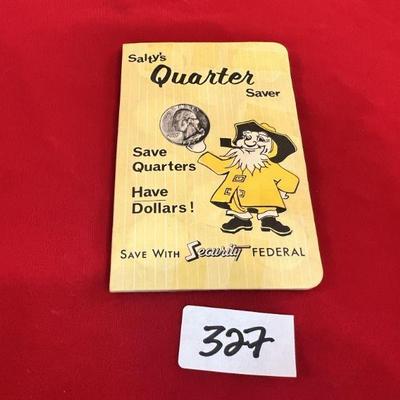 Salty's
Quarter
Saver
Save
Quarters
Have
Dollars!
SAVE WITH Security FEDERAL
327